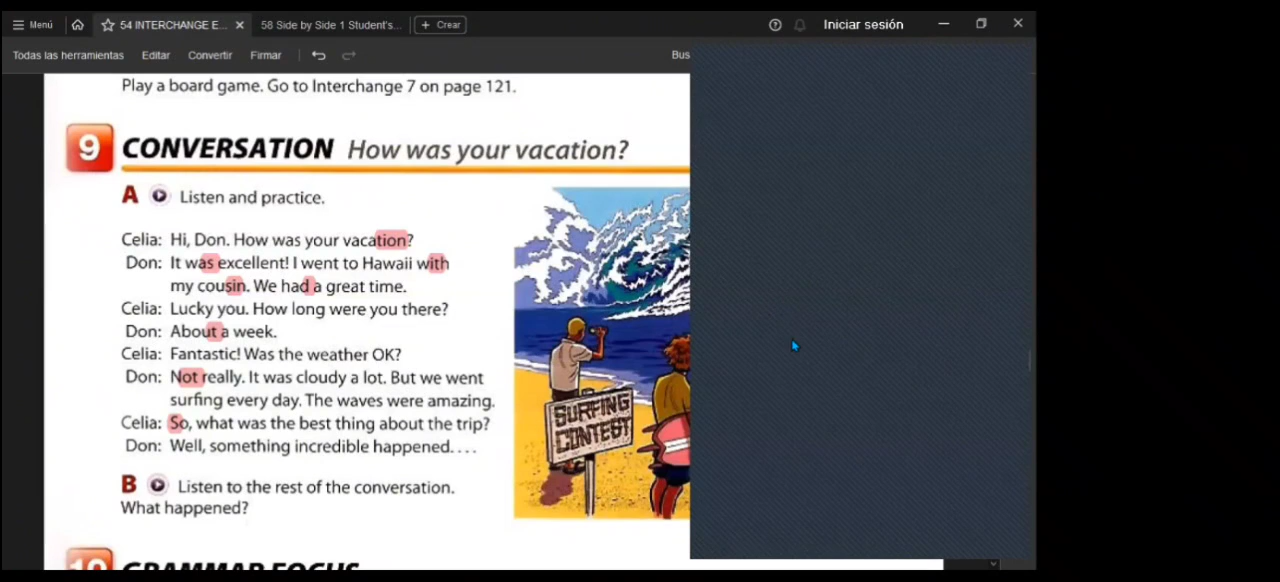 Menú
54 INTERCHANGE E...
58 Side by Side 1 Student's...
+ Crear
Iniciar sesión
Todas las herramientas Editar Convertir Firmar
Bus
Play a board game. Go to Interchange 7 on page 121.
9 CONVERSATION How was your vacation?
A Listen and practice.
Celia: Hi, Don. How was your vacation?
Don: It was excellent! I went to Hawaii with
my cousin. We had a great time.
Celia: Lucky you. How long were you there?
Don: About a week.
Celia: Fantastic! Was the weather OK?
Don: Not really. It was cloudy a lot. But we went
surfing every day. The waves were amazing.
Celia: So, what was the best thing about the trip?
Don: Well, something incredible happened. . . .
SURFING
CONTEST
B Listen to the rest of the conversation.
What happened?
10 GRAMMAR FOCUS